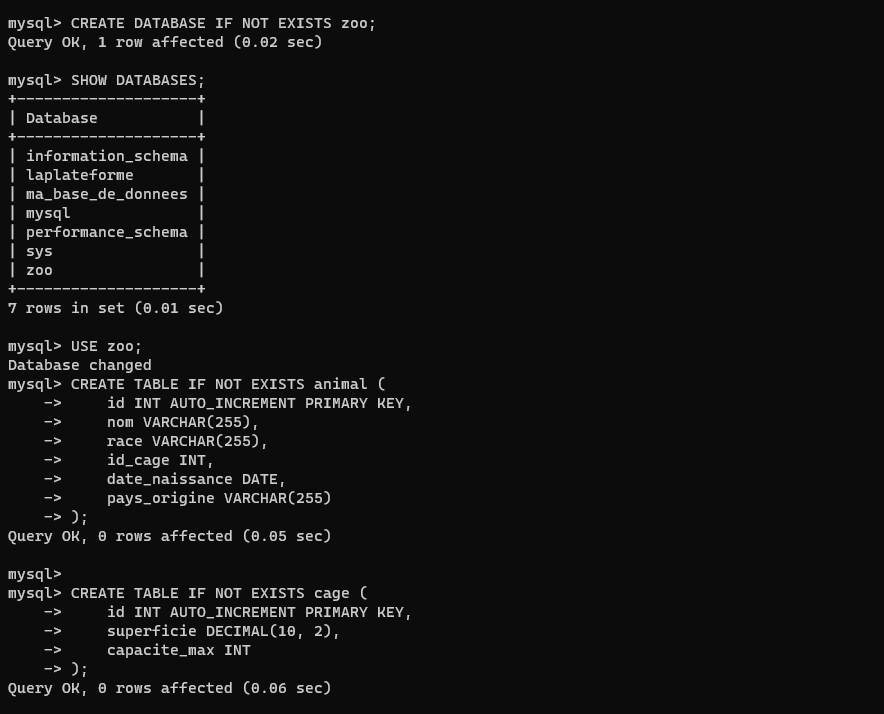 mysql> CREATE DATABASE IF NOT EXISTS zoo;
Query OK, 1 row affected (0.02 sec)
mysql> SHOW DATABASES;
+--------------------+
| Database           |
+--------------------+
| information_schema |
| laplateforme       |
| ma_base_de_donnees |
| mysql              |
| performance_schema |
| sys                |
| zoo                |
+--------------------+
7 rows in set (0.01 sec)
mysql> USE zoo;
Database changed
mysql> CREATE TABLE IF NOT EXISTS animal (
    ->     id INT AUTO_INCREMENT PRIMARY KEY,
    ->     nom VARCHAR(255),
    ->     race VARCHAR(255),
    ->     id_cage INT,
    ->     date_naissance DATE,
    ->     pays_origine VARCHAR(255)
    -> );
Query OK, 0 rows affected (0.05 sec)
mysql>
mysql> CREATE TABLE IF NOT EXISTS cage (
    ->     id INT AUTO_INCREMENT PRIMARY KEY,
    ->     superficie DECIMAL(10, 2),
    ->     capacite_max INT
    -> );
Query OK, 0 rows affected (0.06 sec)